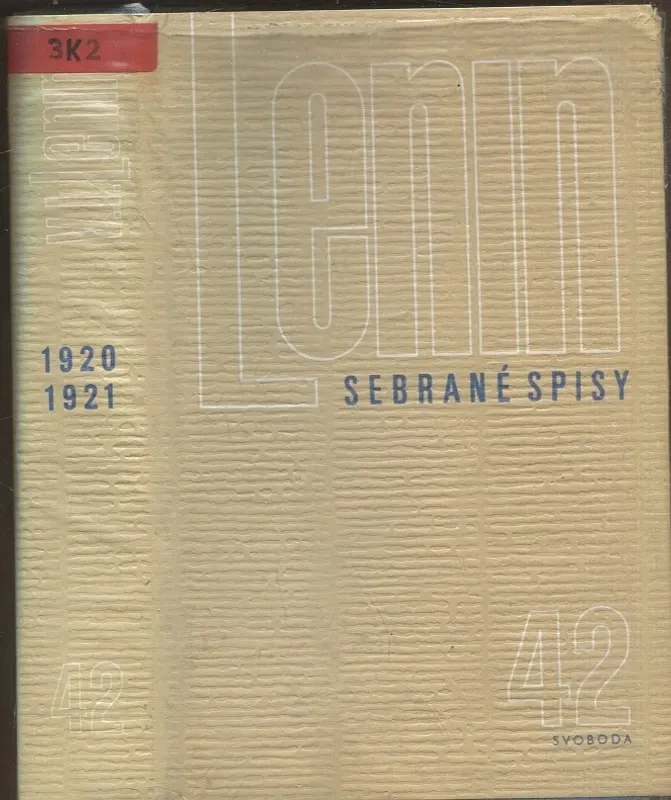 3K2
V. I. Lenin
1920
1921
42
Lenin
SEBRANÉ SPISY
42
SVOBODA